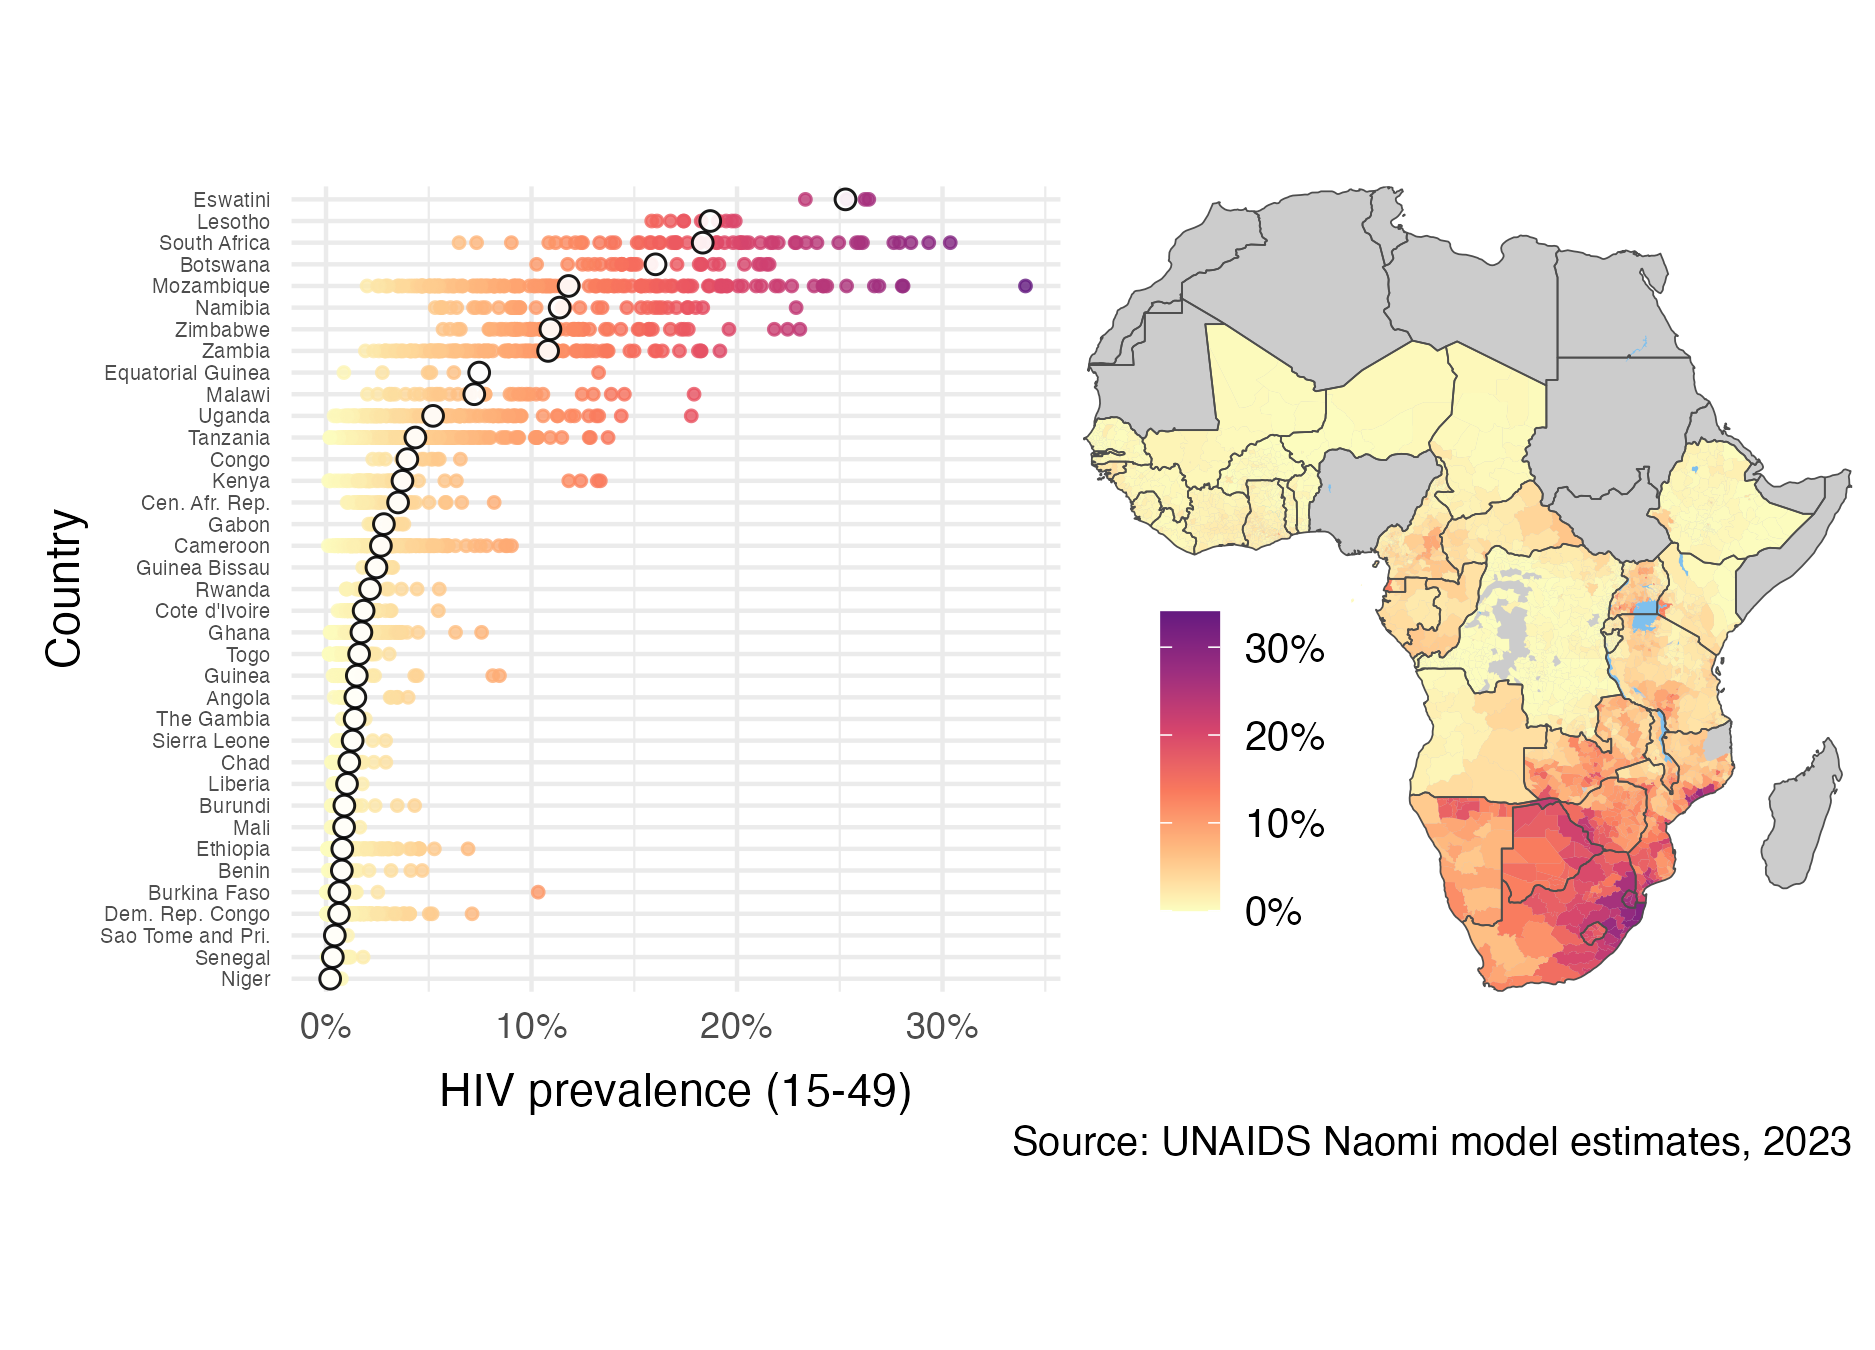 Country
Eswatini
Lesotho
South Africa
Botswana
Mozambique
Namibia
Zimbabwe
Zambia
Equatorial Guinea
Malawi
Uganda
Tanzania
Congo
Kenya
Cen. Afr. Rep.
Gabon
Cameroon
Guinea Bissau
Rwanda
Cote d'Ivoire
Ghana
Togo
Guinea
Angola
The Gambia
Sierra Leone
Chad
Liberia
Burundi
Mali
Ethiopia
Benin
Burkina Faso
Dem. Rep. Congo
Sao Tome and Pri.
Senegal
Niger
0% 10% 20% 30%
HIV prevalence (15-49)
30%
20%
10%
0%
Source: UNAIDS Naomi model estimates, 2023